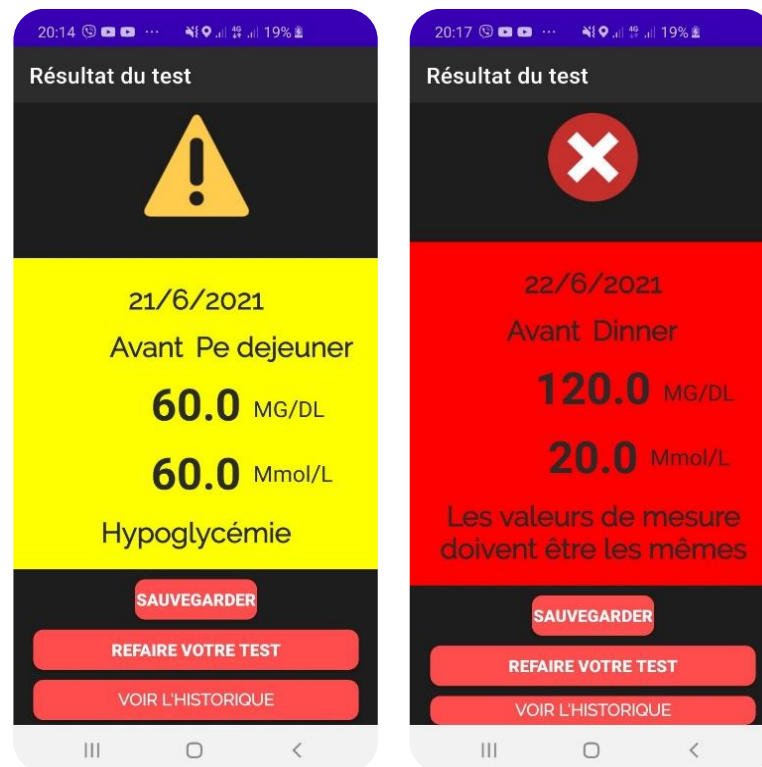 20:14 ... 4G 19%
Résultat du test
21/6/2021
Avant Pe dejeuner
60.0 MG/DL
60.0 Mmol/L
Hypoglycémie
SAUVEGARDER
REFAIRE VOTRE TEST
VOIR L'HISTORIQUE
20:17 ... 4G 19%
Résultat du test
22/6/2021
Avant Dinner
120.0 MG/DL
20.0 Mmol/L
Les valeurs de mesure
doivent être les mêmes
SAUVEGARDER
REFAIRE VOTRE TEST
VOIR L'HISTORIQUE